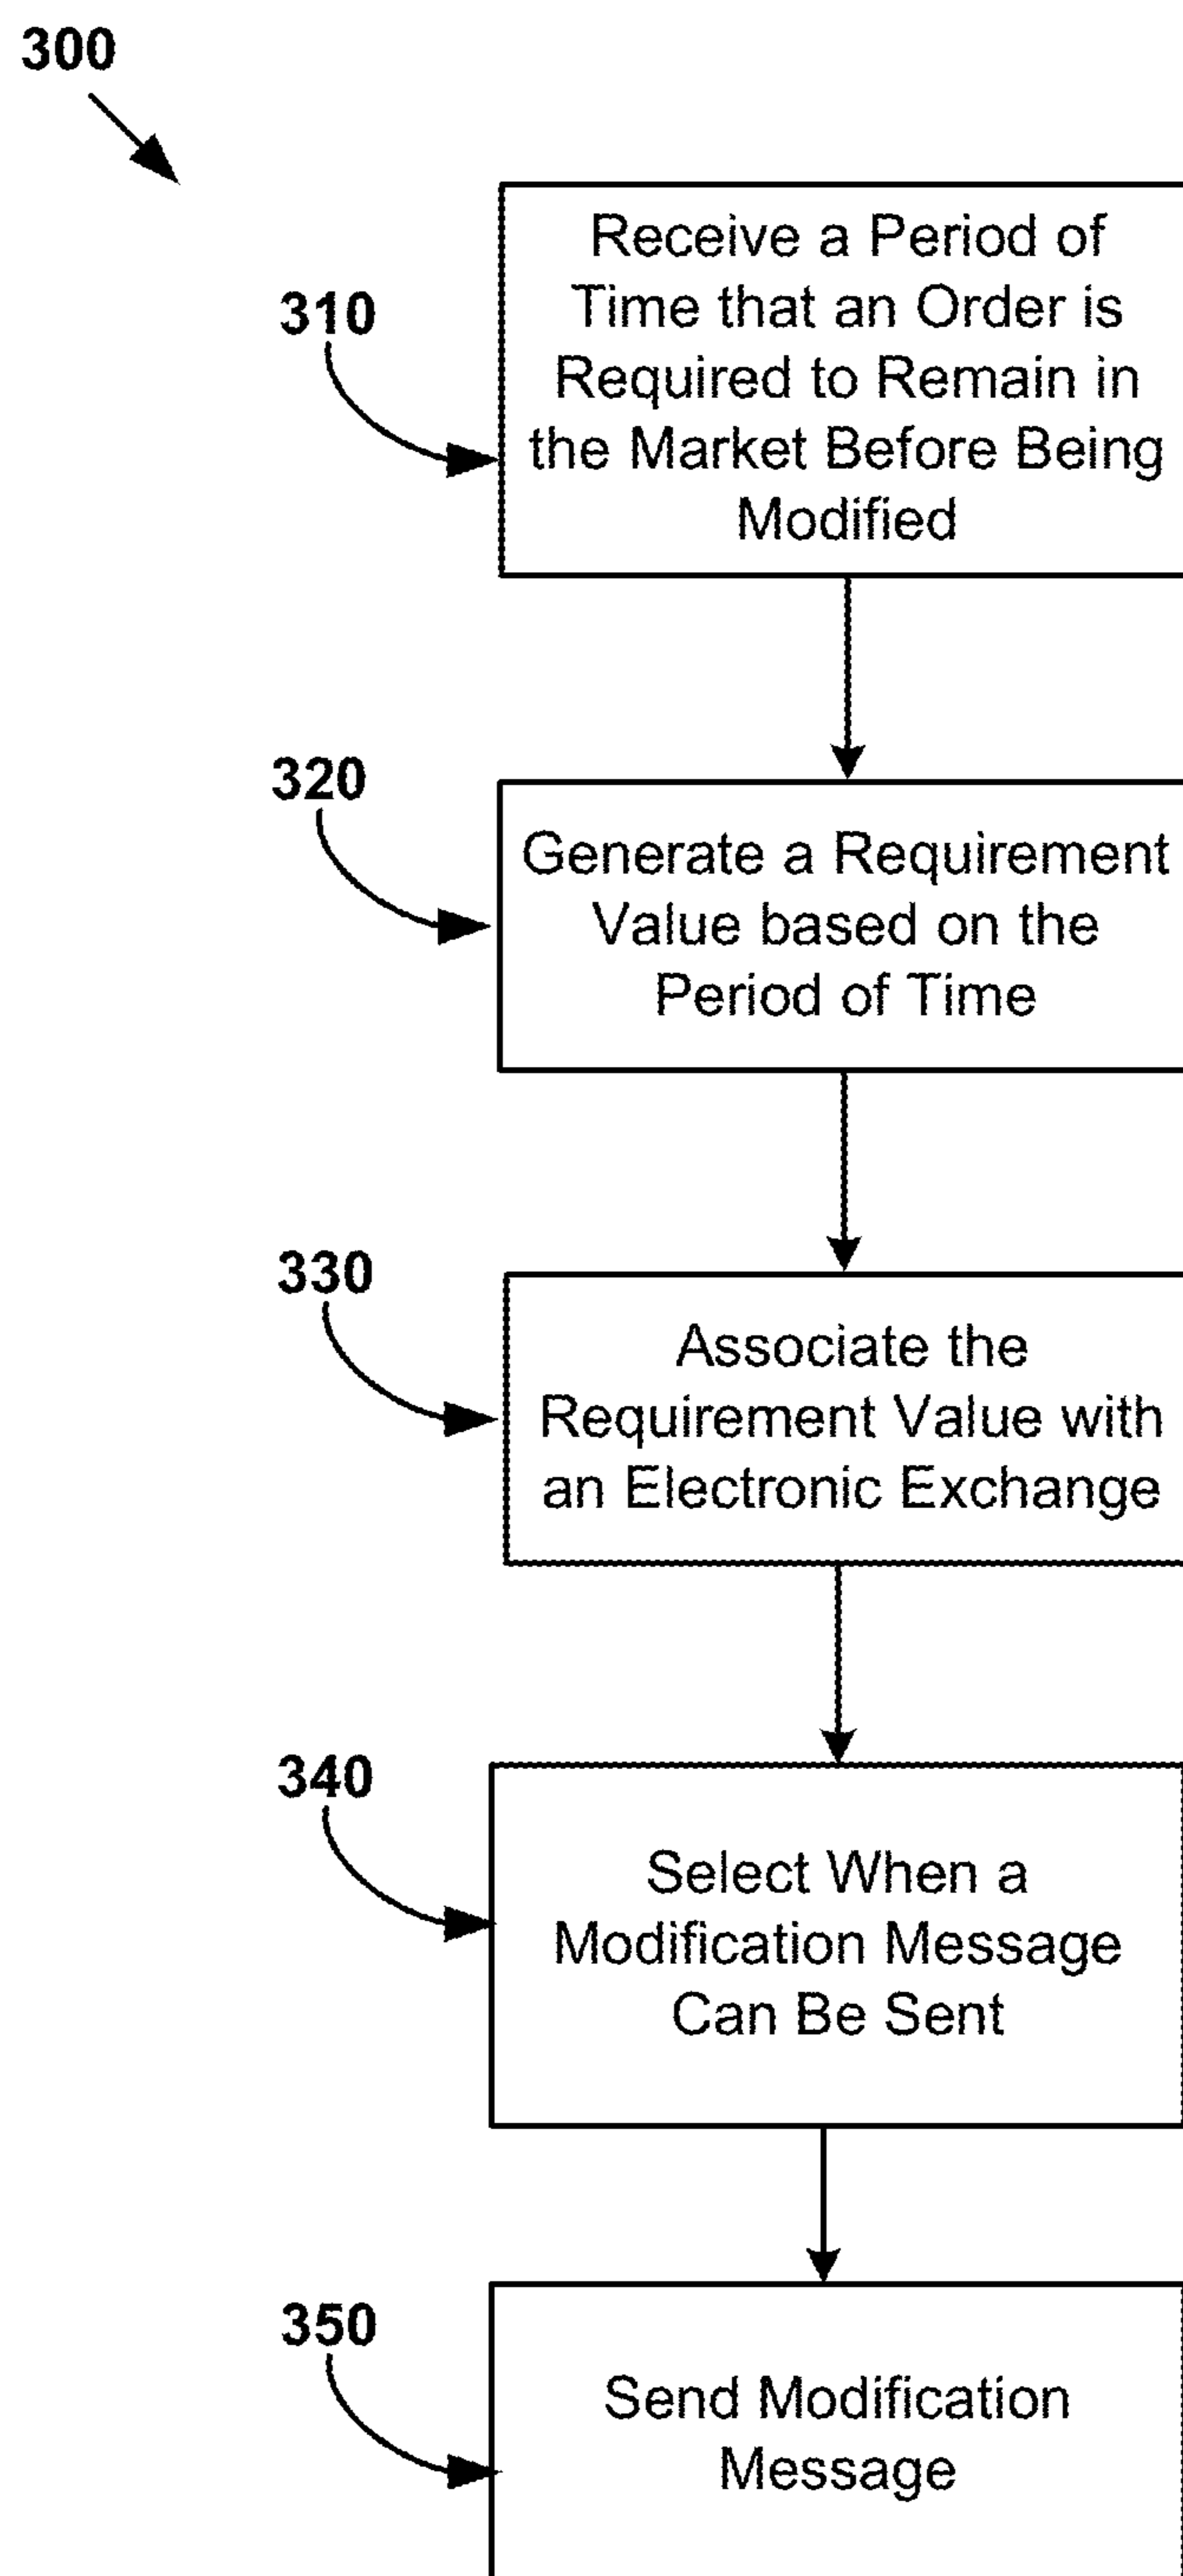 300
310
Receive a Period of
Time that an Order is
Required to Remain in
the Market Before Being
Modified
320
Generate a Requirement
Value based on the
Period of Time
330
Associate the
Requirement Value with
an Electronic Exchange
340
Select When a
Modification Message
Can Be Sent
350
Send Modification
Message